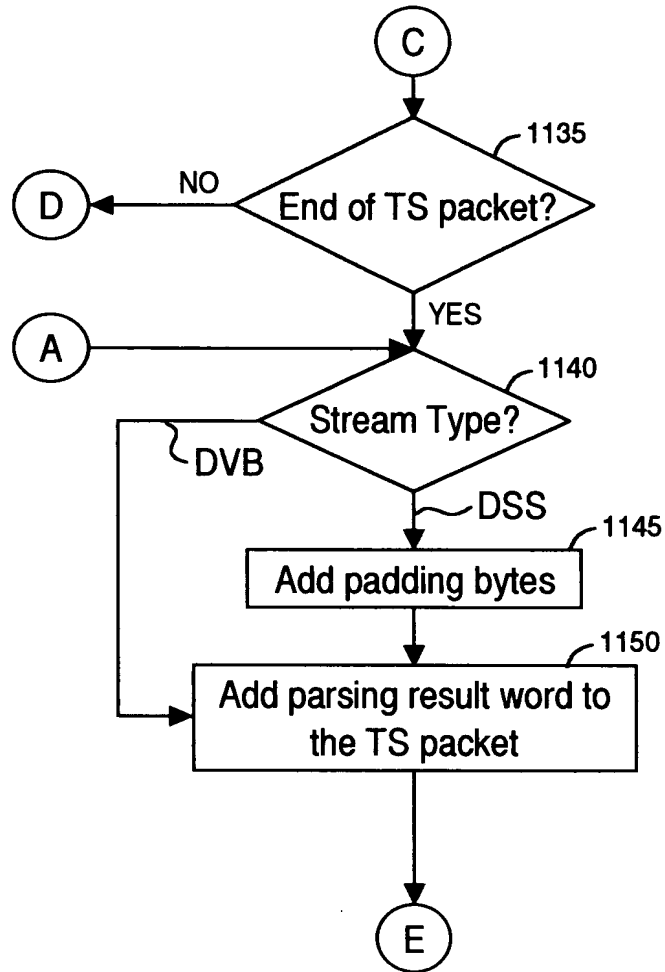 C
1135
End of TS packet?
NO
D
YES
A
1140
Stream Type?
DVB
DSS
1145
Add padding bytes
1150
Add parsing result word to
the TS packet
E